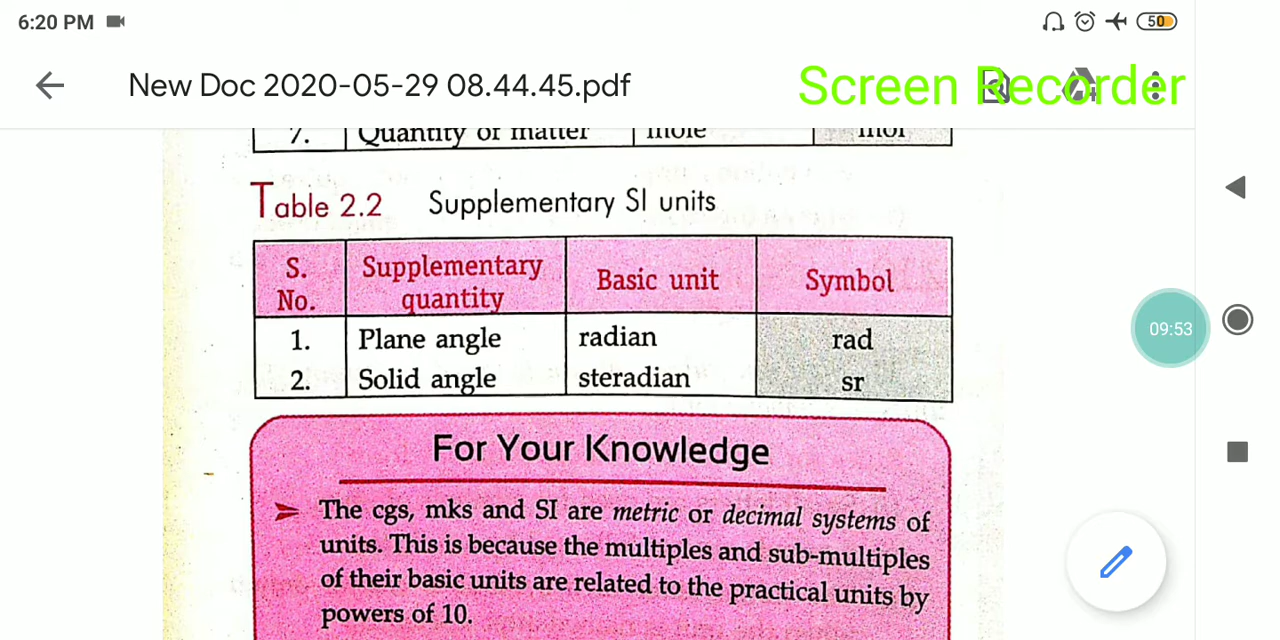 6:20 PM
50
New Doc 2020-05-29 08.44.45.pdf
Screen Recorder
7. Quantity of matter mole mol
Table 2.2 Supplementary SI units
S. No. Supplementary quantity Basic unit Symbol
1. Plane angle radian rad
2. Solid angle steradian sr
09:53
For Your Knowledge
➢ The cgs, mks and SI are metric or decimal systems of
units. This is because the multiples and sub-multiples
of their basic units are related to the practical units by
powers of 10.